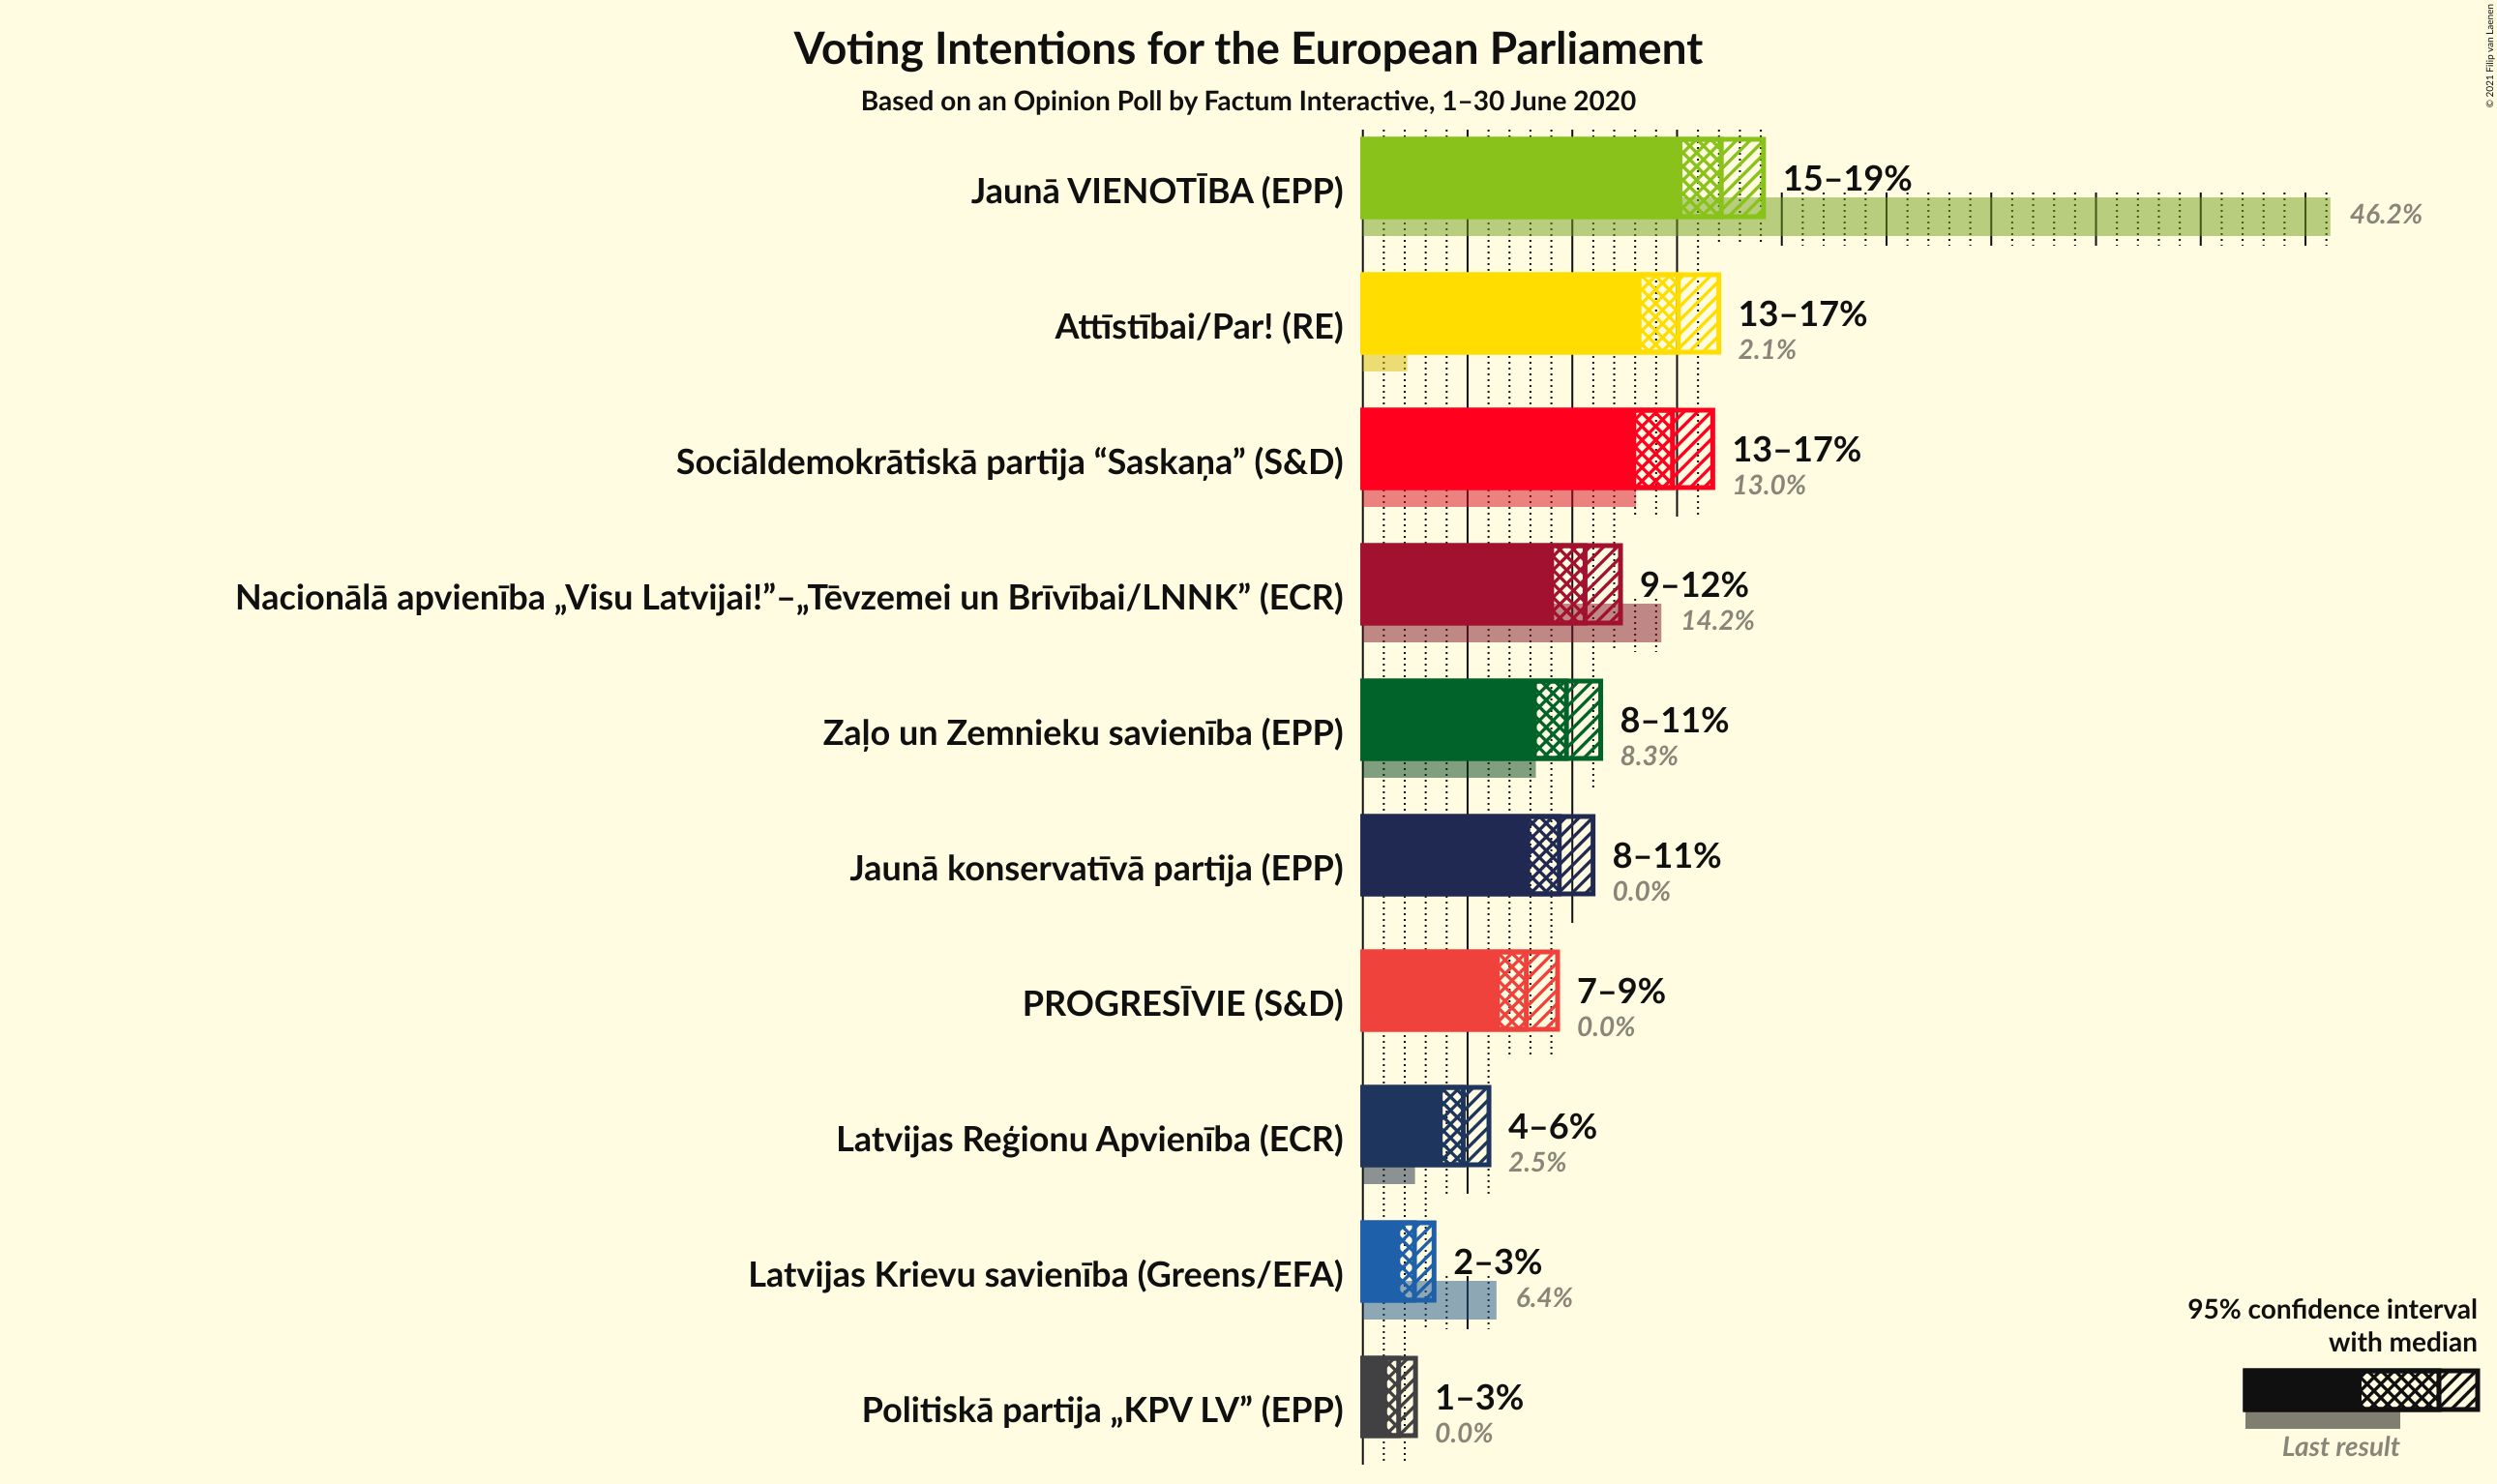 Voting Intentions for the European Parliament
Based on an Opinion Poll by Factum Interactive, 1–30 June 2020
© 2021 Filip van Laenen
Jaunā VIENOTĪBA (EPP)
15–19%
46.2%
Attīstībai/Par! (RE)
13–17%
2.1%
Sociāldemokrātiskā partija “Saskaņa” (S&D)
13–17%
13.0%
Nacionālā apvienība „Visu Latvijai!”–„Tēvzemei un Brīvībai/LNNK” (ECR)
9–12%
14.2%
Zaļo un Zemnieku savienība (EPP)
8–11%
8.3%
Jaunā konservatīvā partija (EPP)
8–11%
0.0%
PROGRESĪVIE (S&D)
7–9%
0.0%
Latvijas Reģionu Apvienība (ECR)
4–6%
2.5%
Latvijas Krievu savienība (Greens/EFA)
2–3%
6.4%
Politiskā partija „KPV LV” (EPP)
1–3%
0.0%
95% confidence interval
with median
Last result